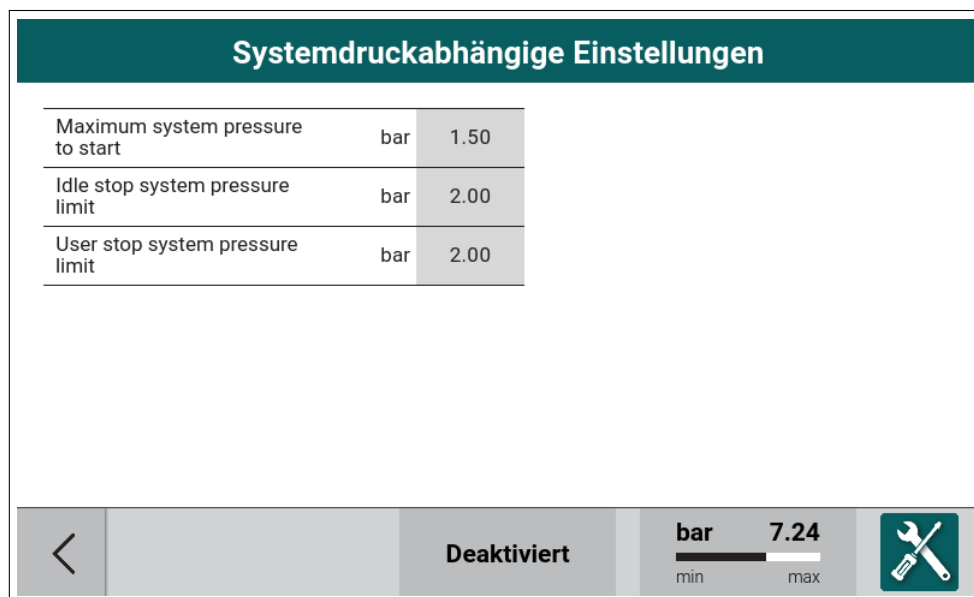 Systemdruckabhängige Einstellungen
Maximum system pressure
to start
bar
1.50
Idle stop system pressure
limit
bar
2.00
User stop system pressure
limit
bar
2.00
Deaktiviert
bar 7.24
min max